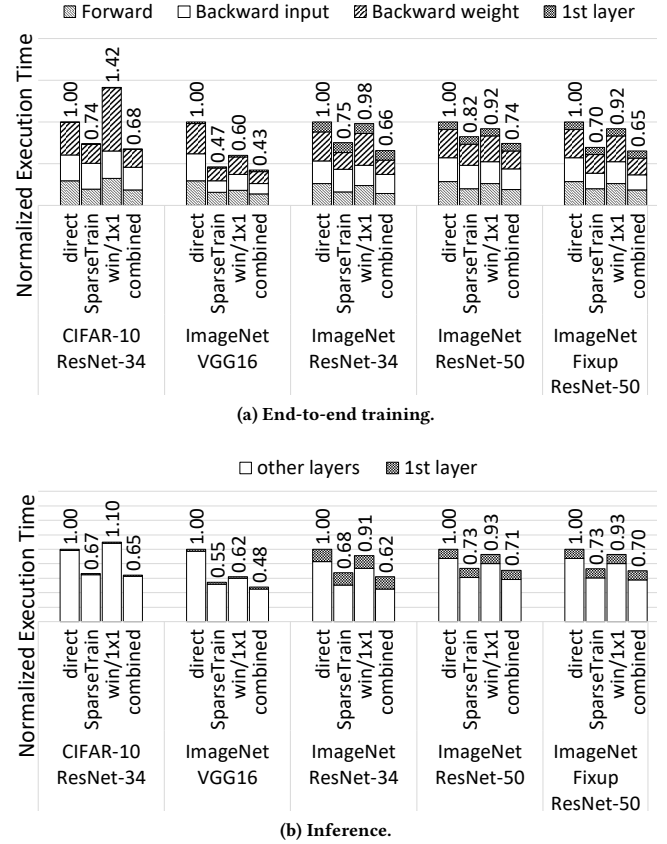 Forward Backward input Backward weight 1st layer
Normalized Execution Time
1.00 0.74 1.42 0.68 1.00 0.47 0.60 0.43 1.00 0.75 0.98 0.66 1.00 0.82 0.92 0.74 1.00 0.70 0.92 0.65
direct SparseTrain win/1x1 combined direct SparseTrain win/1x1 combined direct SparseTrain win/1x1 combined direct SparseTrain win/1x1 combined direct SparseTrain win/1x1 combined
CIFAR-10 ImageNet ImageNet ImageNet ImageNet
ResNet-34 VGG16 ResNet-34 ResNet-50 Fixup
ResNet-50
(a) End-to-end training.
other layers 1st layer
Normalized Execution Time
1.00 0.67 1.10 0.65 1.00 0.55 0.62 0.48 1.00 0.68 0.91 0.62 1.00 0.73 0.93 0.71 1.00 0.73 0.93 0.70
direct SparseTrain win/1x1 combined direct SparseTrain win/1x1 combined direct SparseTrain win/1x1 combined direct SparseTrain win/1x1 combined direct SparseTrain win/1x1 combined
CIFAR-10 ImageNet ImageNet ImageNet ImageNet
ResNet-34 VGG16 ResNet-34 ResNet-50 Fixup
ResNet-50
(b) Inference.